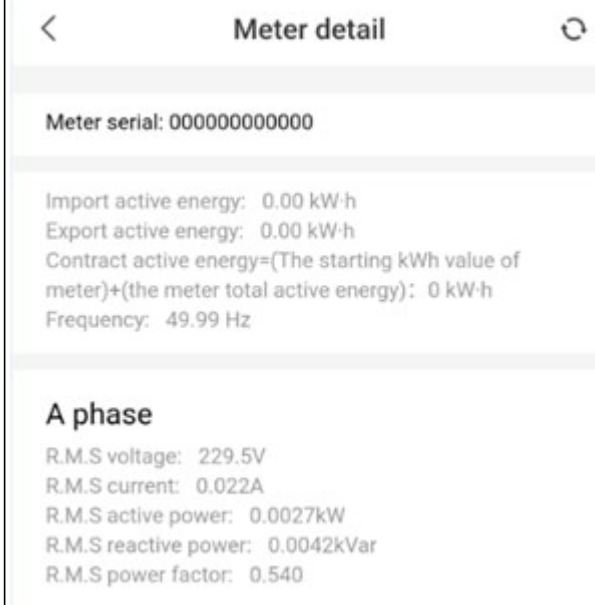 Meter detail
Meter serial: 000000000000
Import active energy: 0.00 kW·h
Export active energy: 0.00 kW·h
Contract active energy=(The starting kWh value of
meter)+(the meter total active energy)：0 kW·h
Frequency: 49.99 Hz
A phase
R.M.S voltage: 229.5V
R.M.S current: 0.022A
R.M.S active power: 0.0027kW
R.M.S reactive power: 0.0042kVar
R.M.S power factor: 0.540